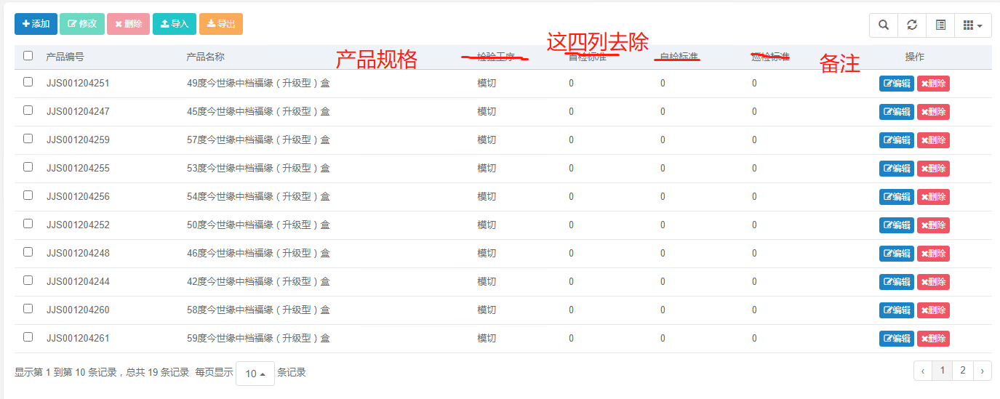 添加 修改 删除 导入 导出
这四列去除
产品编号 产品名称 产品规格 检验工序 首检标准 自检标准 巡检标准 备注 操作
JJS001204251 49度今世缘中档福缘（升级型）盒 模切 0 0 0 编辑 删除
JJS001204247 45度今世缘中档福缘（升级型）盒 模切 0 0 0 编辑 删除
JJS001204259 57度今世缘中档福缘（升级型）盒 模切 0 0 0 编辑 删除
JJS001204255 53度今世缘中档福缘（升级型）盒 模切 0 0 0 编辑 删除
JJS001204256 54度今世缘中档福缘（升级型）盒 模切 0 0 0 编辑 删除
JJS001204252 50度今世缘中档福缘（升级型）盒 模切 0 0 0 编辑 删除
JJS001204248 46度今世缘中档福缘（升级型）盒 模切 0 0 0 编辑 删除
JJS001204244 42度今世缘中档福缘（升级型）盒 模切 0 0 0 编辑 删除
JJS001204260 58度今世缘中档福缘（升级型）盒 模切 0 0 0 编辑 删除
JJS001204261 59度今世缘中档福缘（升级型）盒 模切 0 0 0 编辑 删除
显示第 1 到第 10 条记录，总共 19 条记录 每页显示 10 条记录 ‹ 1 2 ›